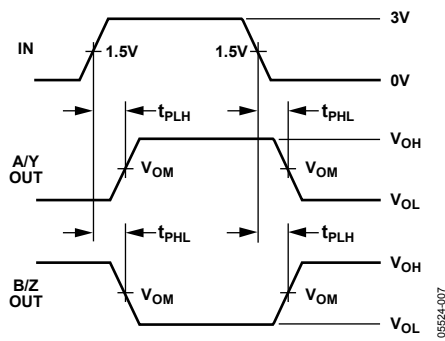 3V
IN
1.5V
1.5V
0V
tPLH
tPHL
VOH
A/Y
OUT
VOM
VOM
VOL
tPHL
tPLH
VOH
B/Z
OUT
VOM
VOM
VOL
05524-007